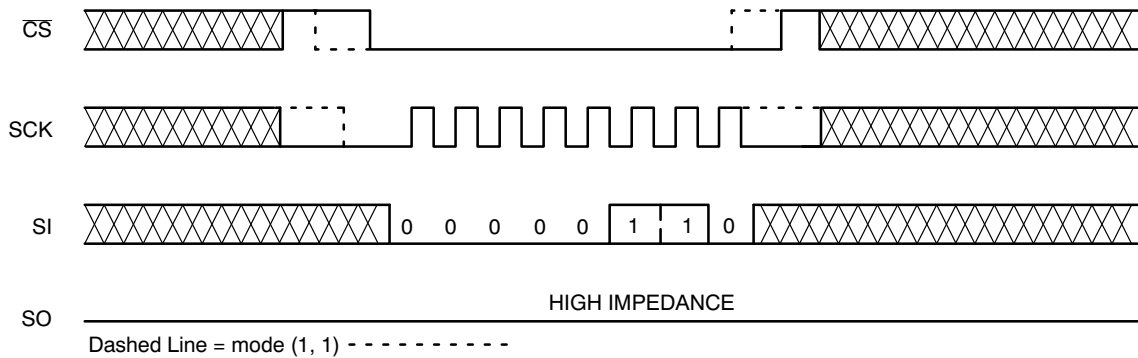 CS
SCK
SI 0 0 0 0 0 1 1 0
HIGH IMPEDANCE
SO
Dashed Line = mode (1, 1)